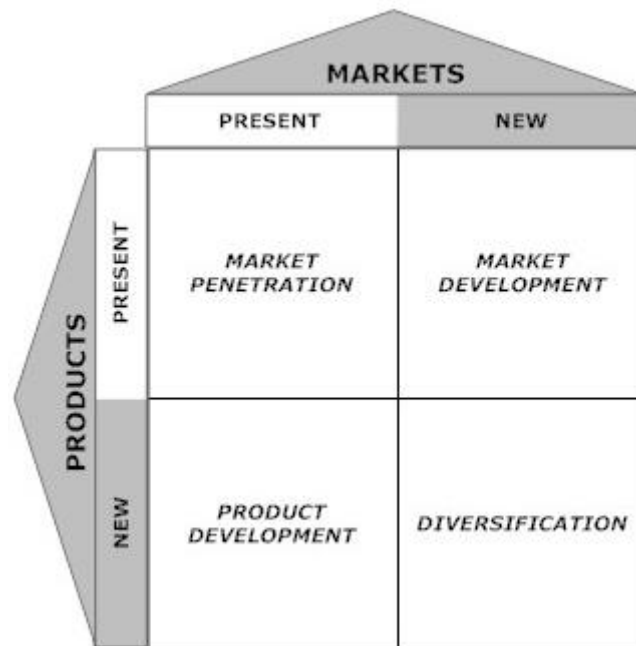 MARKETS
PRESENT
NEW
PRODUCTS
PRESENT
MARKET
PENETRATION
MARKET
DEVELOPMENT
NEW
PRODUCT
DEVELOPMENT
DIVERSIFICATION